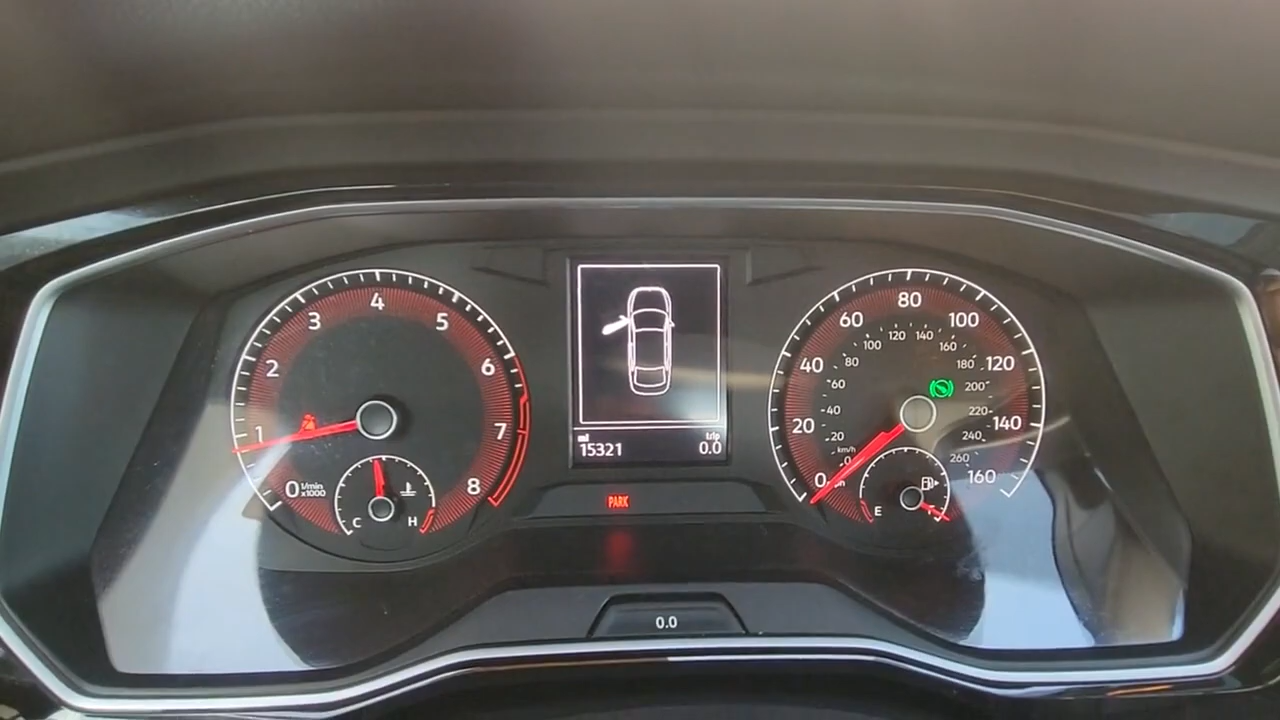 0 1 2 3 4 5 6 7 8
1/min
x1000
C H
mi
15321
trip
0.0
PARK
0 20 40 60 80 100 120 140 160
km/h
0 20 40 60 80 100 120 140 160 180 200 220 240 260
E
0.0